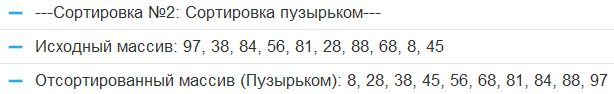 ---Сортировка №2: Сортировка пузырьком---
Исходный массив: 97, 38, 84, 56, 81, 28, 88, 68, 8, 45
Отсортированный массив (Пузырьком): 8, 28, 38, 45, 56, 68, 81, 84, 88, 97